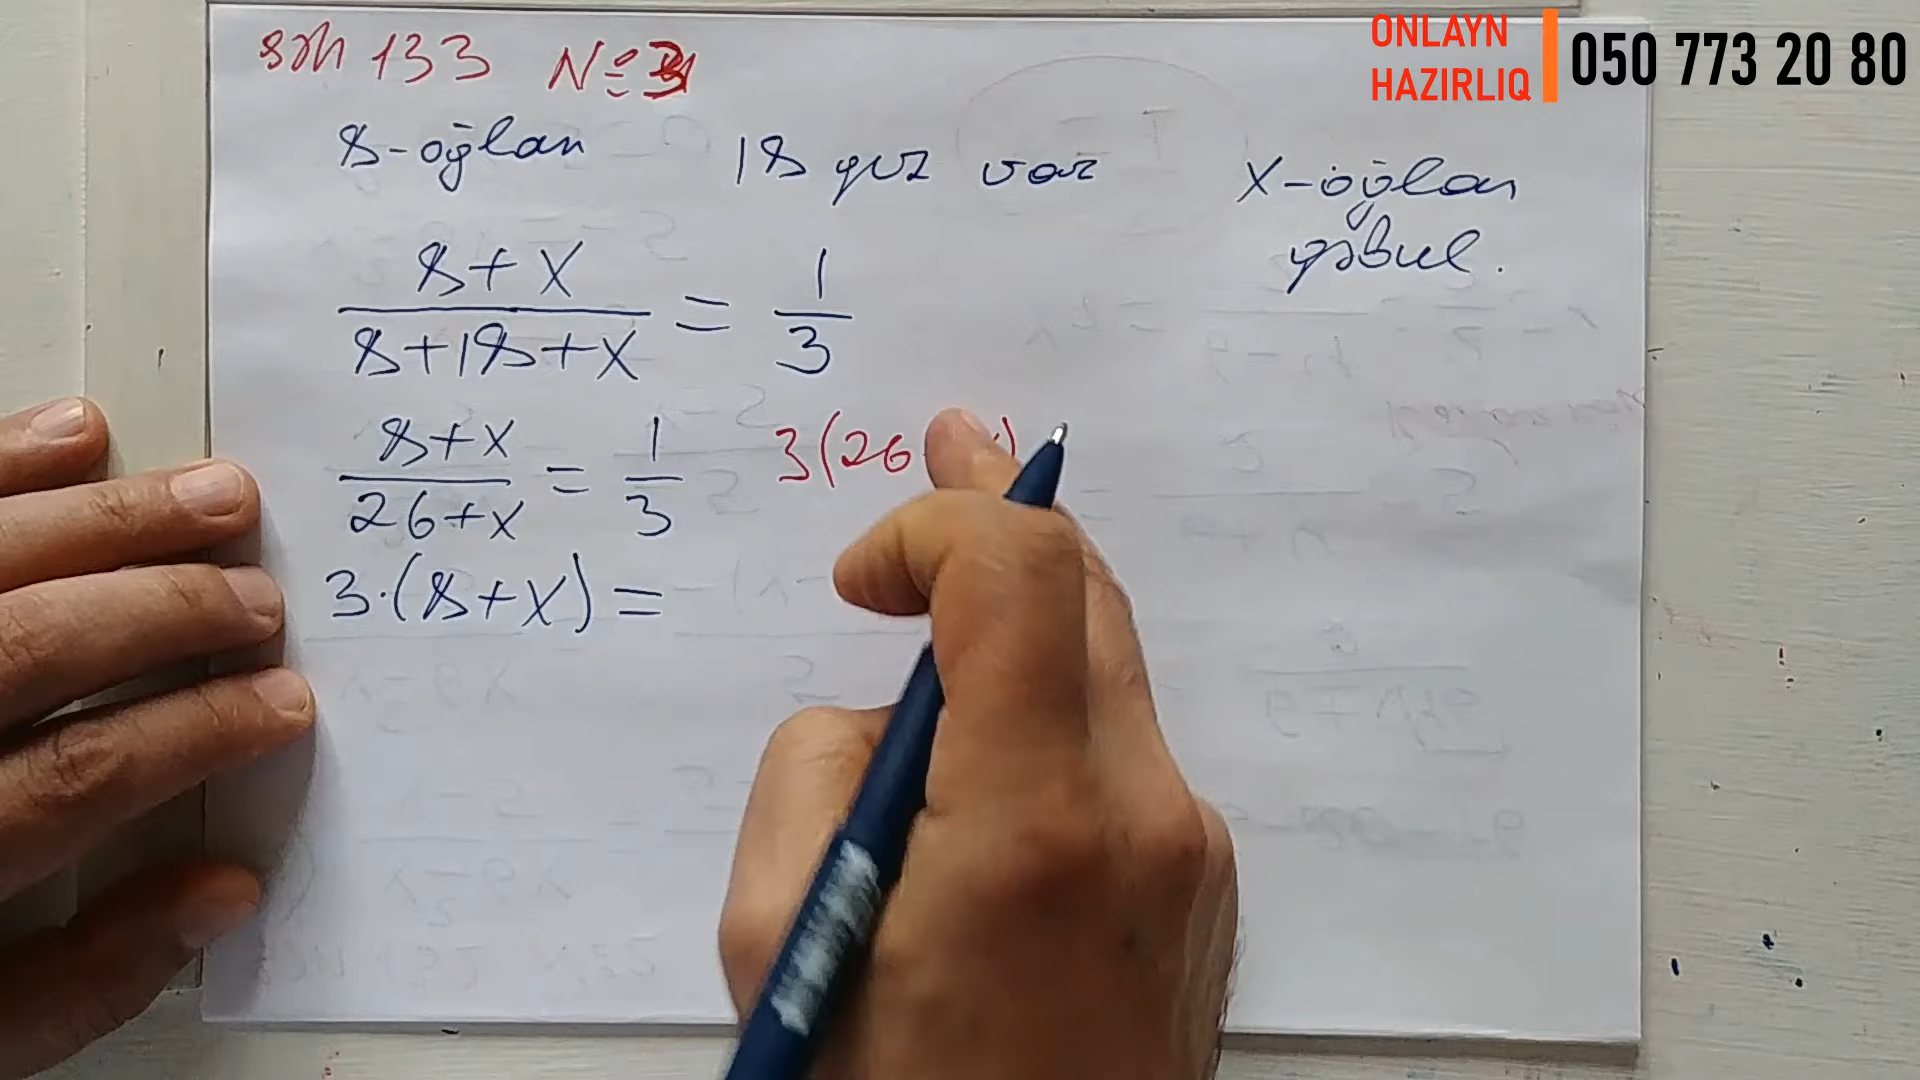 ONLAYN
HAZIRLIQ
050 773 20 80
səh 133 №
8-oğlan 18 qız var x-oğlan
qəbul.
8+x / 8+18+x = 1/3
8+x / 26+x = 1/3 3(26
3·(8+x) =